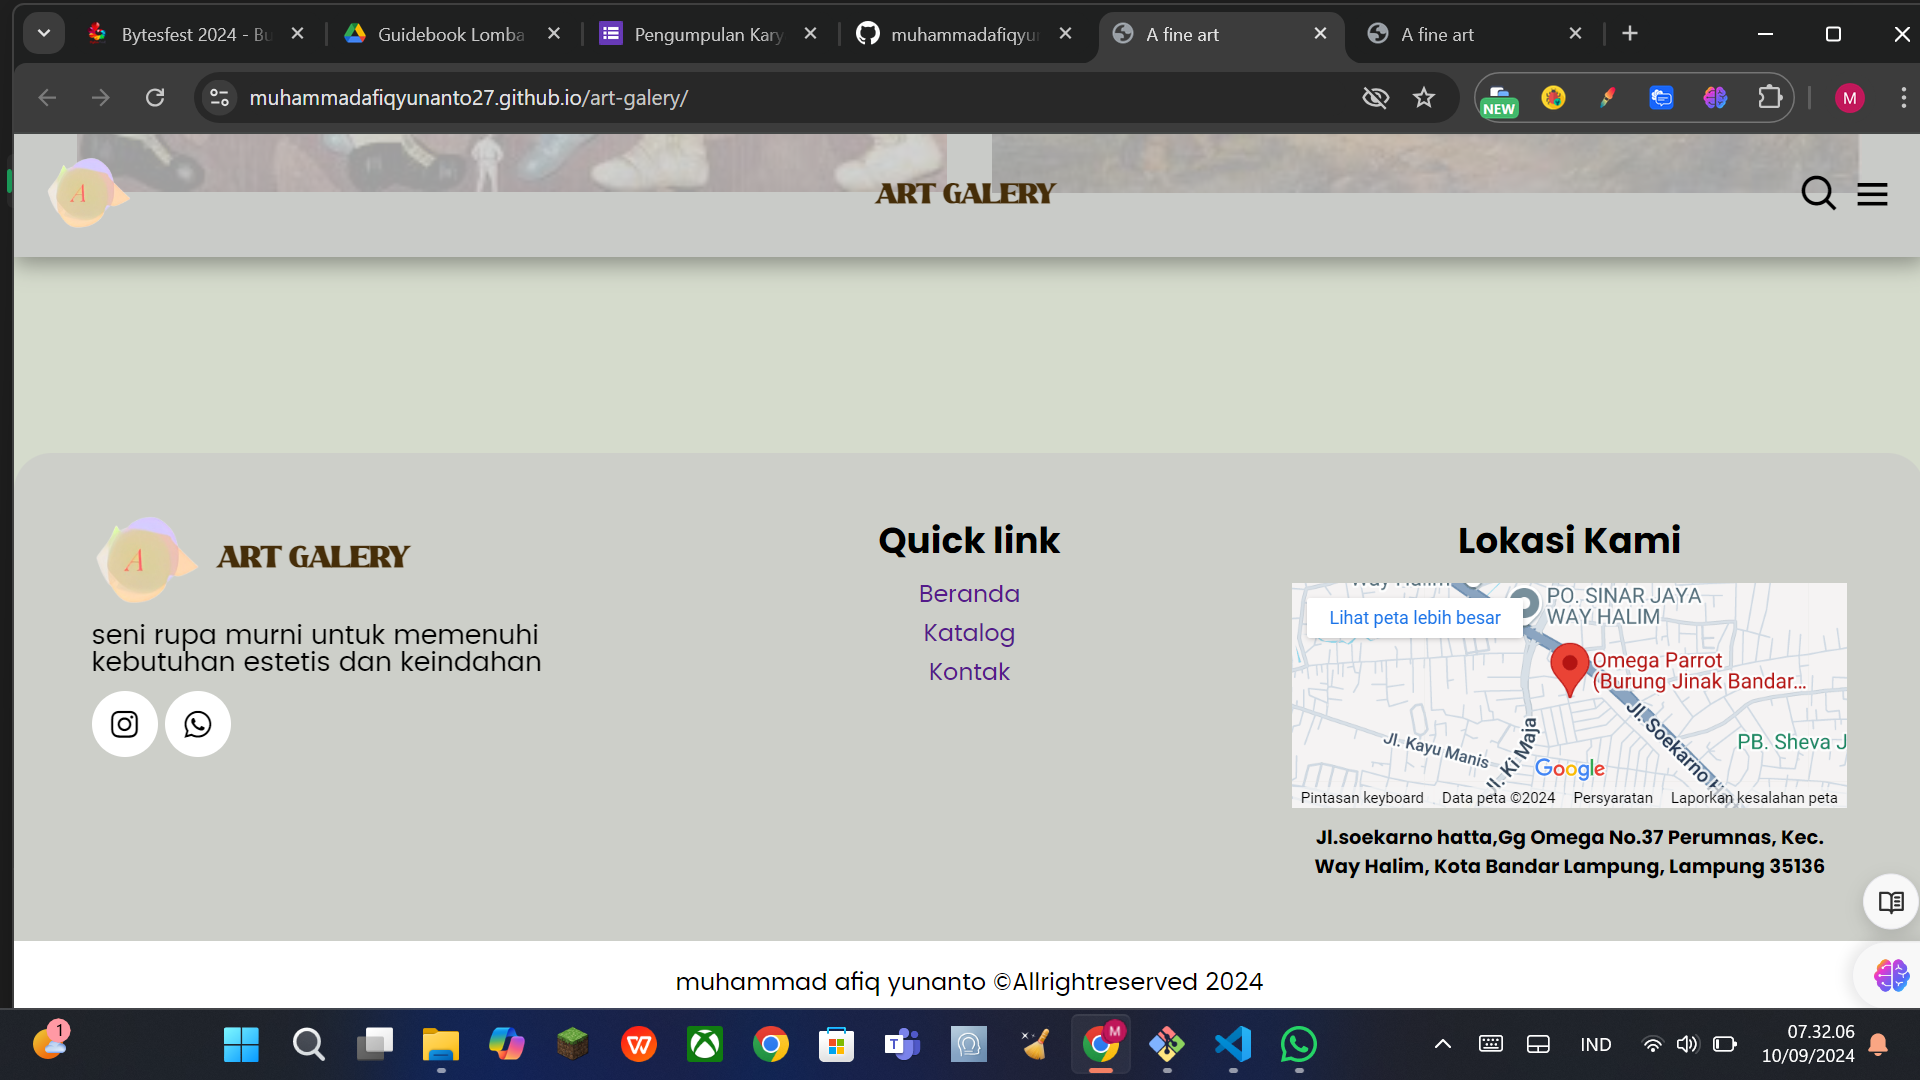 Bytesfest 2024 - Bu
Guidebook Lomba
Pengumpulan Kary
muhammadafiqyun
A fine art
A fine art
muhammadafiqyunanto27.github.io/art-galery/
NEW
M
A
ART GALERY
A
ART GALERY
seni rupa murni untuk memenuhi
kebutuhan estetis dan keindahan
Quick link
Beranda
Katalog
Kontak
Lokasi Kami
Way Halim
Lihat peta lebih besar
PO. SINAR JAYA
WAY HALIM
Omega Parrot
(Burung Jinak Bandar...
Jl. Soekarno H
PB. Sheva J
Jl. Kayu Manis
Jl. Ki Maja
Google
Pintasan keyboard Data peta ©2024 Persyaratan Laporkan kesalahan peta
Jl.soekarno hatta,Gg Omega No.37 Perumnas, Kec.
Way Halim, Kota Bandar Lampung, Lampung 35136
muhammad afiq yunanto ©Allrightreserved 2024
1
W
T
M
IND
07.32.06
10/09/2024